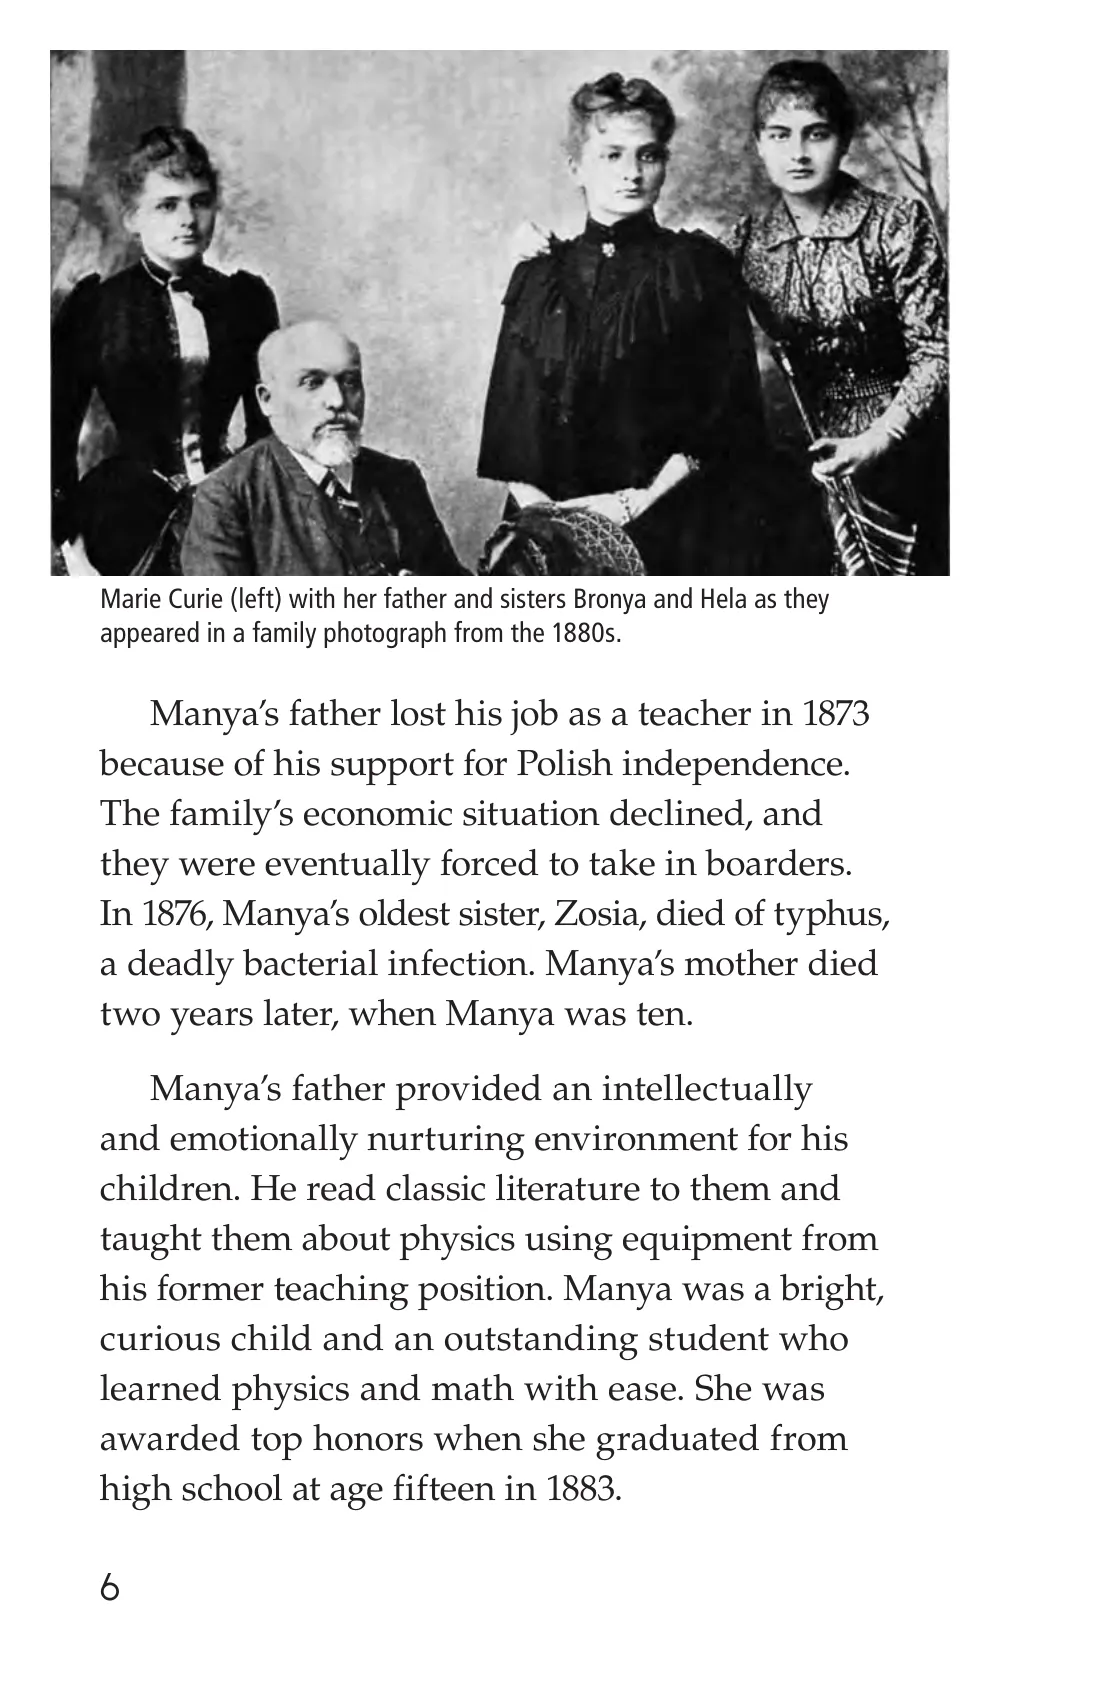 Marie Curie (left) with her father and sisters Bronya and Hela as they
appeared in a family photograph from the 1880s.
Manya’s father lost his job as a teacher in 1873
because of his support for Polish independence.
The family’s economic situation declined, and
they were eventually forced to take in boarders.
In 1876, Manya’s oldest sister, Zosia, died of typhus,
a deadly bacterial infection. Manya’s mother died
two years later, when Manya was ten.
Manya’s father provided an intellectually
and emotionally nurturing environment for his
children. He read classic literature to them and
taught them about physics using equipment from
his former teaching position. Manya was a bright,
curious child and an outstanding student who
learned physics and math with ease. She was
awarded top honors when she graduated from
high school at age fifteen in 1883.
6